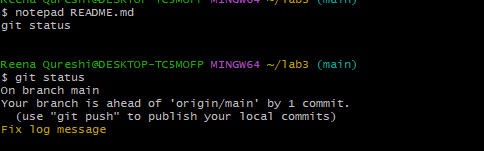 Reena Qureshi@DESKTOP-TC5MOFP MINGW64 ~/lab3 (main)
$ notepad README.md
git status
Reena Qureshi@DESKTOP-TC5MOFP MINGW64 ~/lab3 (main)
$ git status
On branch main
Your branch is ahead of 'origin/main' by 1 commit.
(use "git push" to publish your local commits)
Fix log message